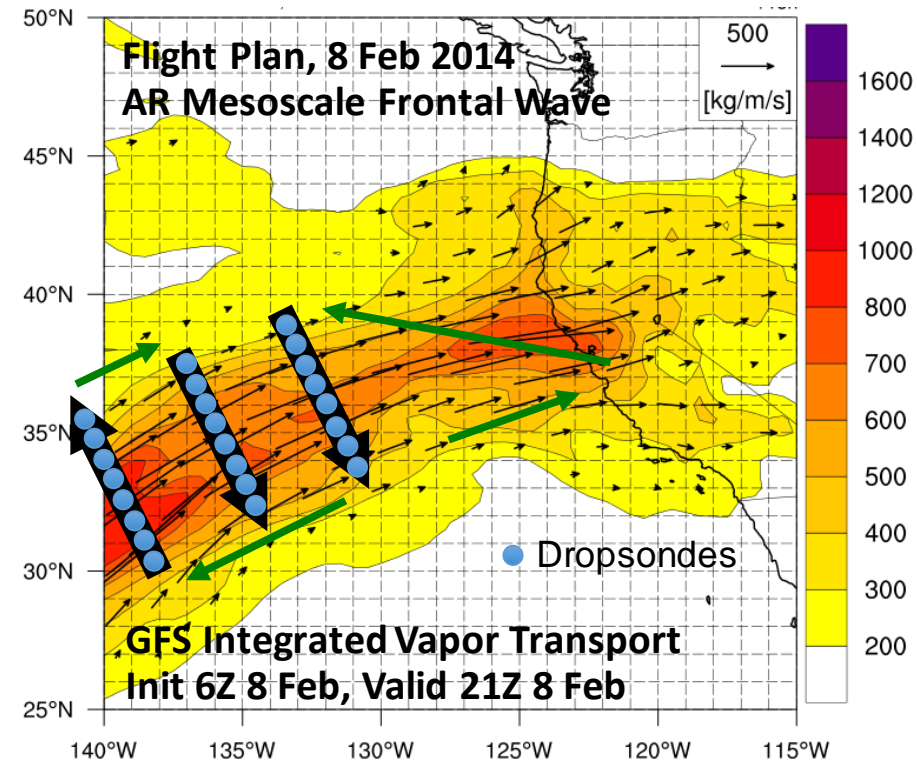 50°N
Flight Plan, 8 Feb 2014
AR Mesoscale Frontal Wave
500
[kg/m/s]
1600
1400
1200
1000
800
700
600
500
400
300
200
45°N
40°N
35°N
30°N
25°N
Dropsondes
GFS Integrated Vapor Transport
Init 6Z 8 Feb, Valid 21Z 8 Feb
140°W
135°W
130°W
125°W
120°W
115°W